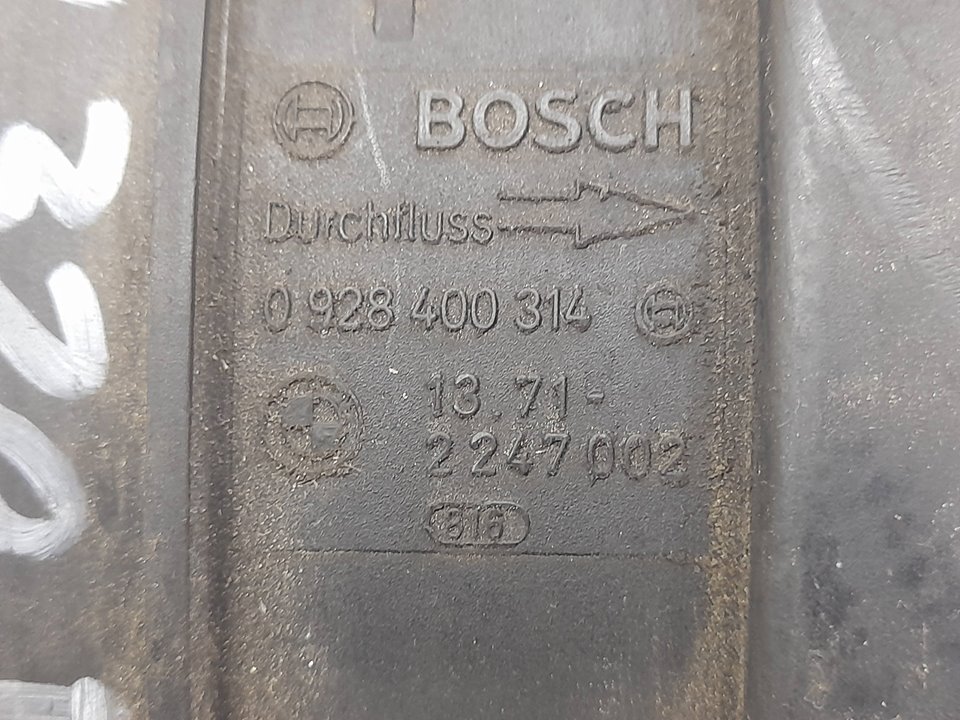 BOSCH
Durchfluss
0 928 400 314
13.71-
2 247 002
816